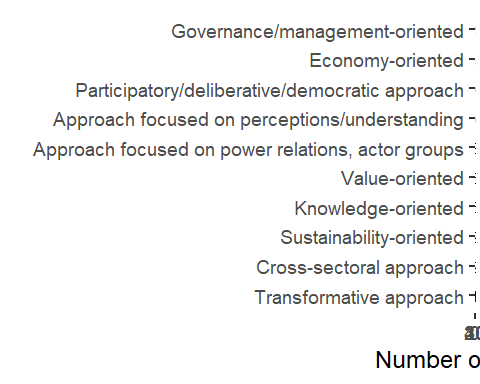 Governance/management-oriented
Economy-oriented
Participatory/deliberative/democratic approach
Approach focused on perceptions/understanding
Approach focused on power relations, actor groups
Value-oriented
Knowledge-oriented
Sustainability-oriented
Cross-sectoral approach
Transformative approach
Number o